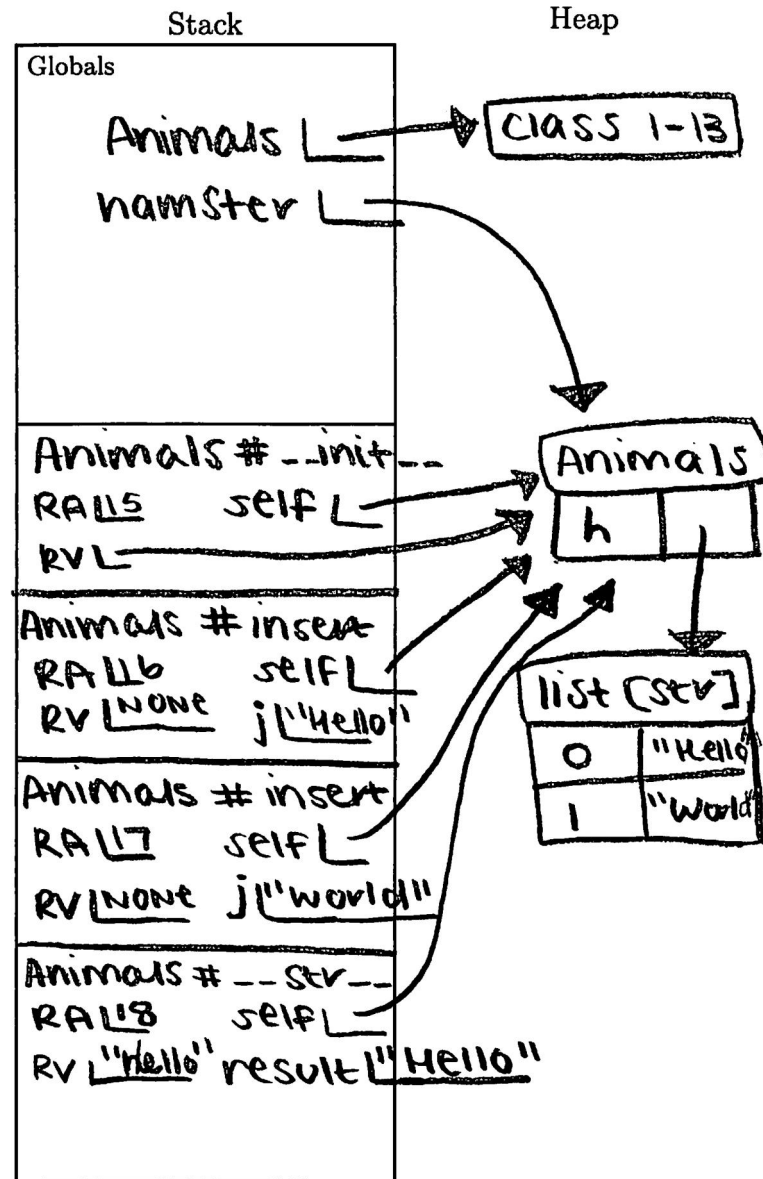 Stack
Heap
Globals
Animals
class 1-13
hamster
Animals # __init__
RA 15 self
RV
Animals
h
Animals # insert
RA 16 self
RV None j "Hello"
list[str]
0 "Hello"
1 "World"
Animals # insert
RA 17 self
RV None j "World"
Animals # __str__
RA 18 self
RV "Hello" result "Hello"